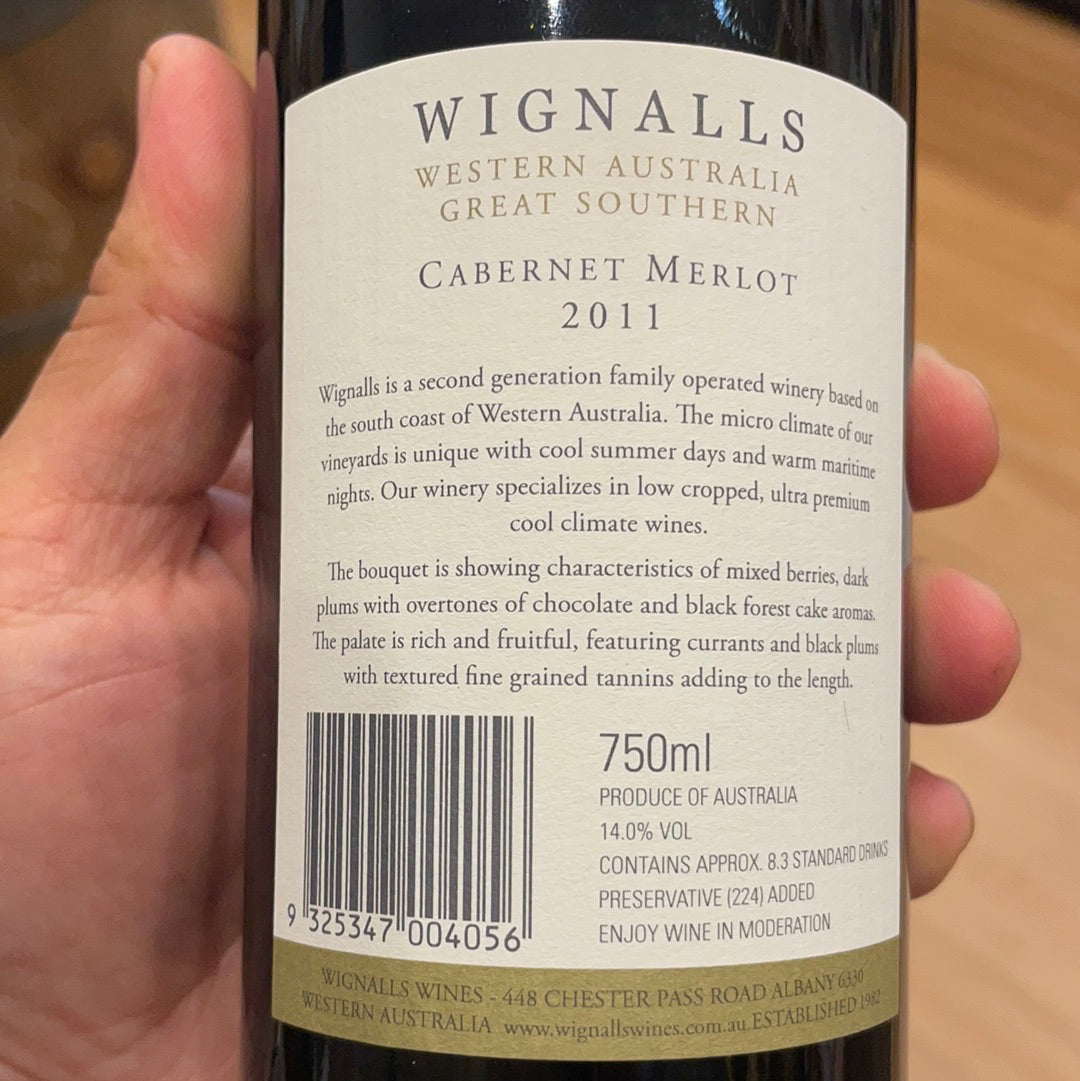 WIGNALLS
WESTERN AUSTRALIA
GREAT SOUTHERN
CABERNET MERLOT
2011
Wignalls is a second generation family operated winery based on
the south coast of Western Australia. The micro climate of our
vineyards is unique with cool summer days and warm maritime
nights. Our winery specializes in low cropped, ultra premium
cool climate wines.
The bouquet is showing characteristics of mixed berries, dark
plums with overtones of chocolate and black forest cake aromas.
The palate is rich and fruitful, featuring currants and black plums
with textured fine grained tannins adding to the length.
750ml
PRODUCE OF AUSTRALIA
14.0% VOL
CONTAINS APPROX. 8.3 STANDARD DRINKS
PRESERVATIVE (224) ADDED
ENJOY WINE IN MODERATION
9 325347 004056
WIGNALLS WINES - 448 CHESTER PASS ROAD ALBANY 6330
WESTERN AUSTRALIA www.wignallswines.com.au ESTABLISHED 1982